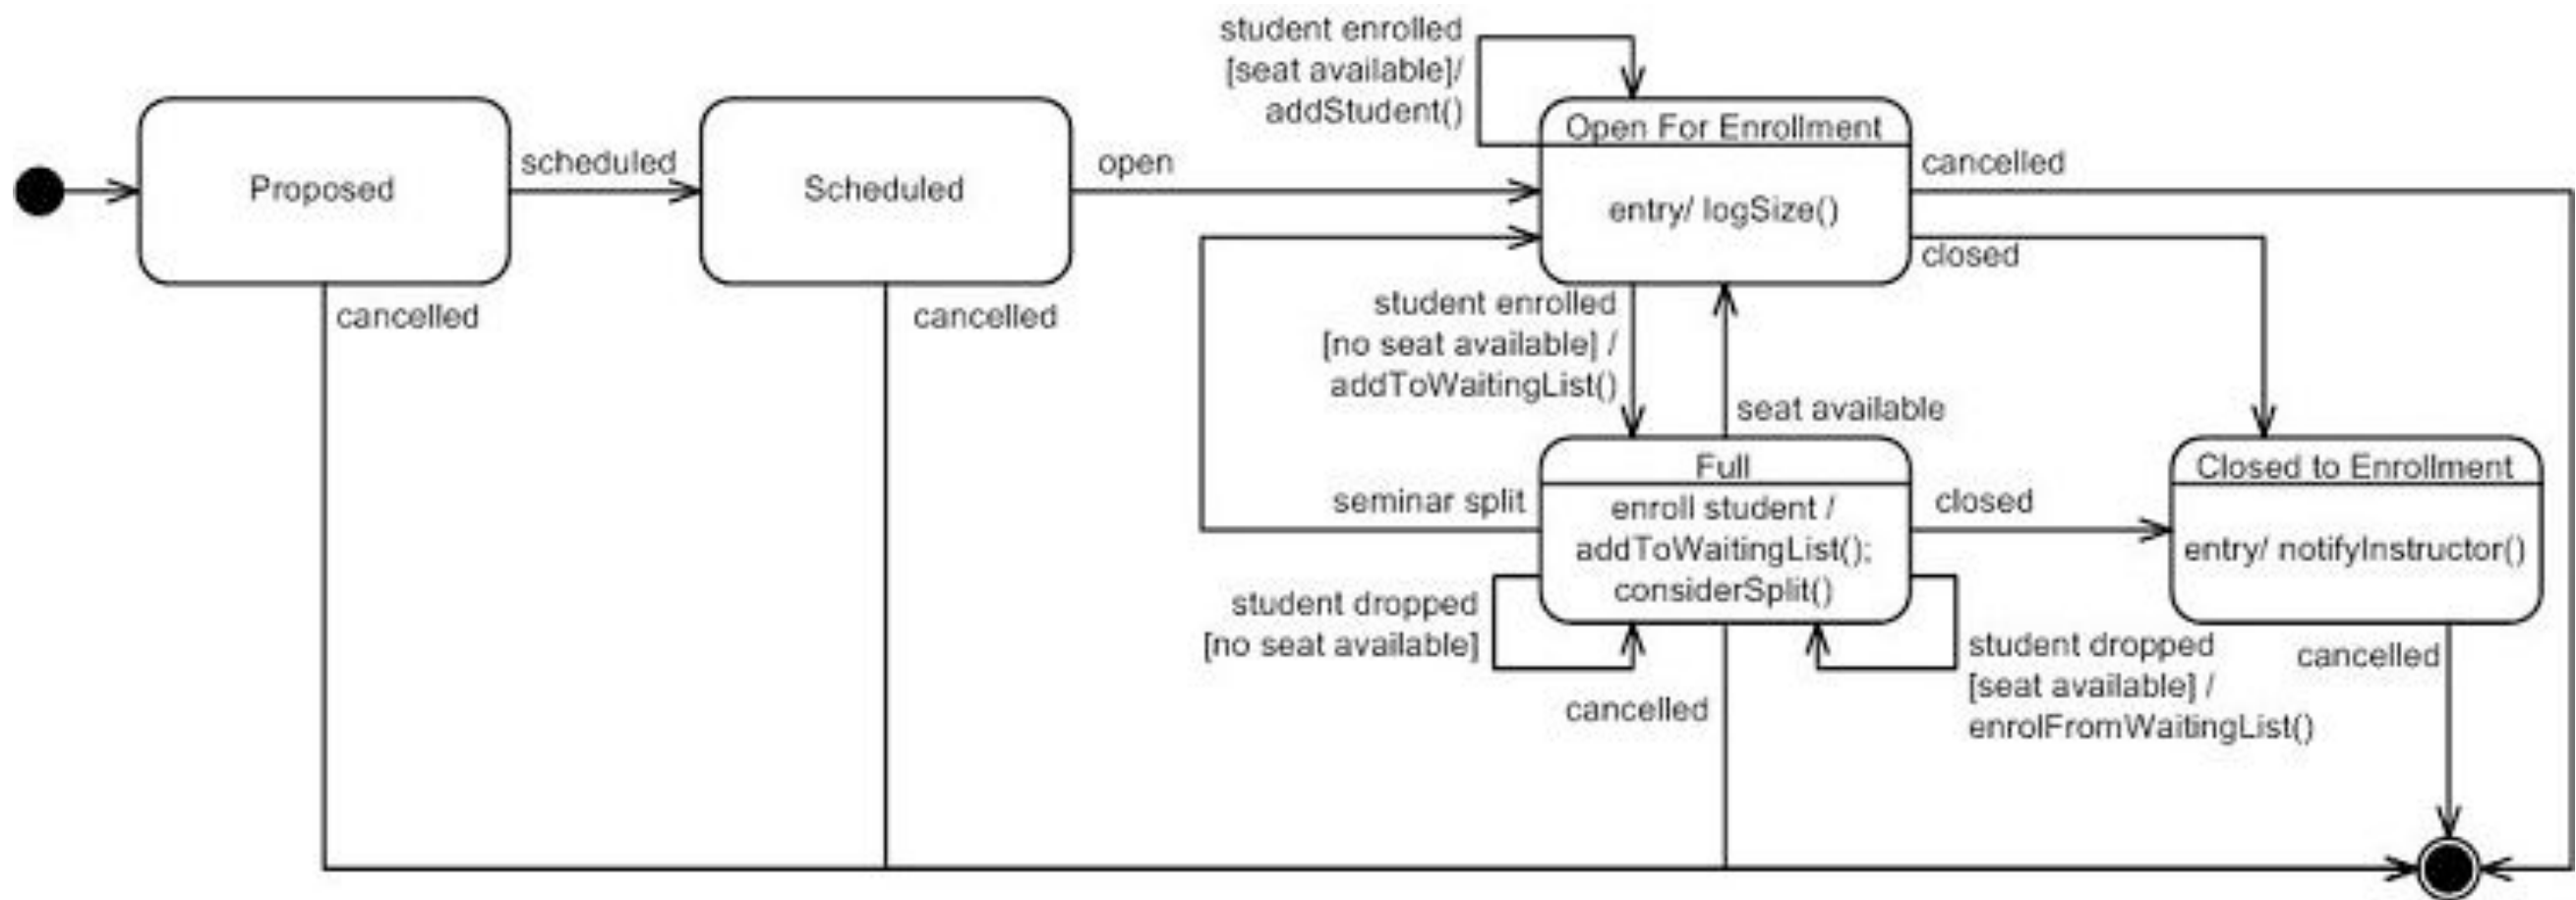 student enrolled
[seat available]/
addStudent()
Proposed
scheduled
Scheduled
open
Open For Enrollment
entry/ logSize()
cancelled
closed
cancelled
cancelled
student enrolled
[no seat available] /
addToWaitingList()
seat available
Full
enroll student /
addToWaitingList();
considerSplit()
seminar split
closed
Closed to Enrollment
entry/ notifyInstructor()
student dropped
[no seat available]
student dropped
[seat available] /
enrolFromWaitingList()
cancelled
cancelled